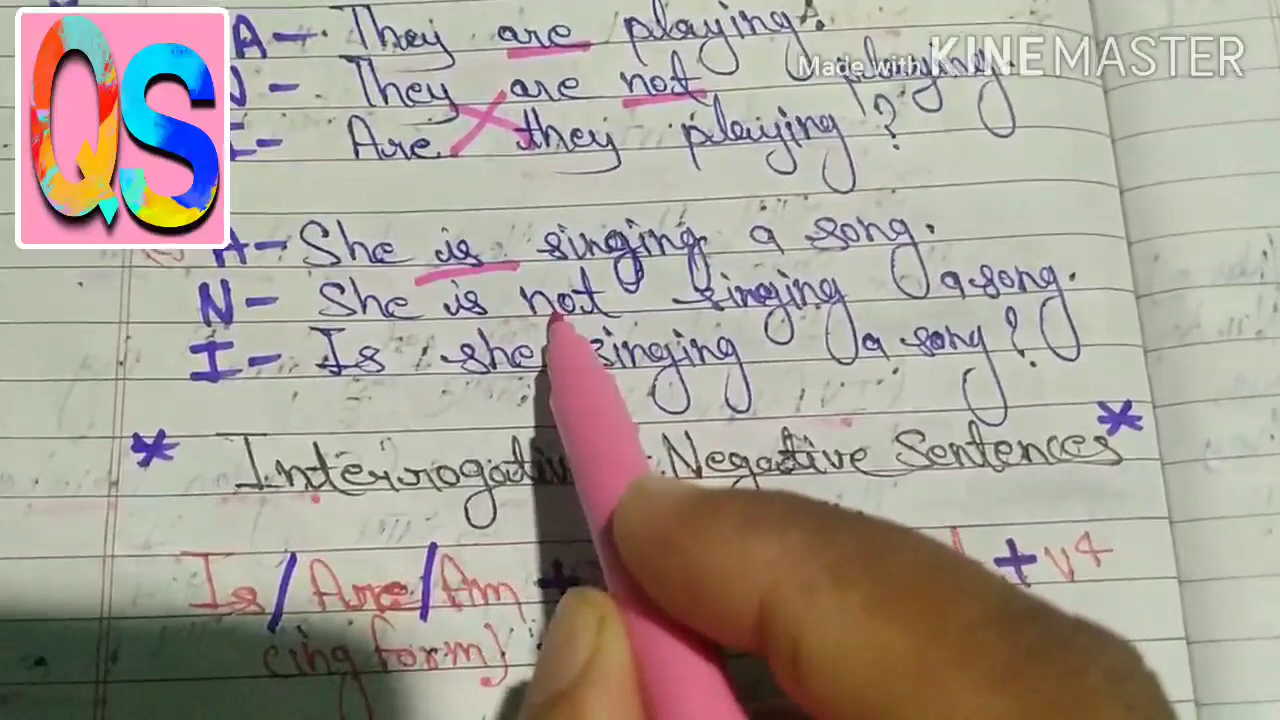 QS
A- They are playing.
N- They are not playing.
I- Are they playing?
Made with KINEMASTER
A- She is singing a song.
N- She is not singing a song.
I- Is she singing a song?
* Interrogative Negative Sentences *
Is/Are/Am + + v4
(ing form)